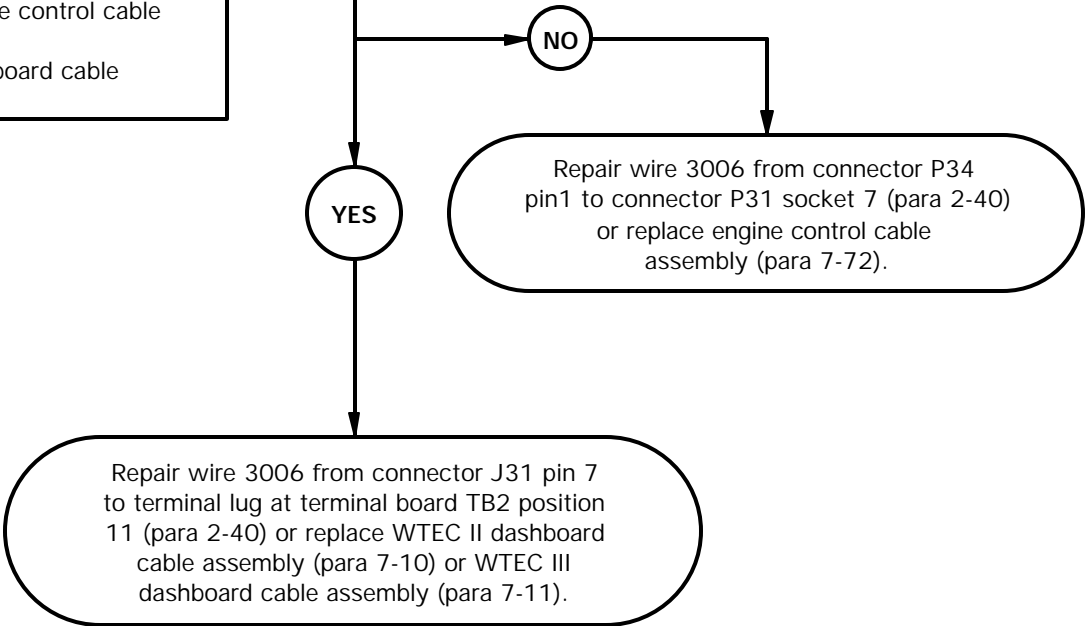 e control cable
board cable
NO
YES
Repair wire 3006 from connector P34
pin1 to connector P31 socket 7 (para 2-40)
or replace engine control cable
assembly (para 7-72).
Repair wire 3006 from connector J31 pin 7
to terminal lug at terminal board TB2 position
11 (para 2-40) or replace WTEC II dashboard
cable assembly (para 7-10) or WTEC III
dashboard cable assembly (para 7-11).